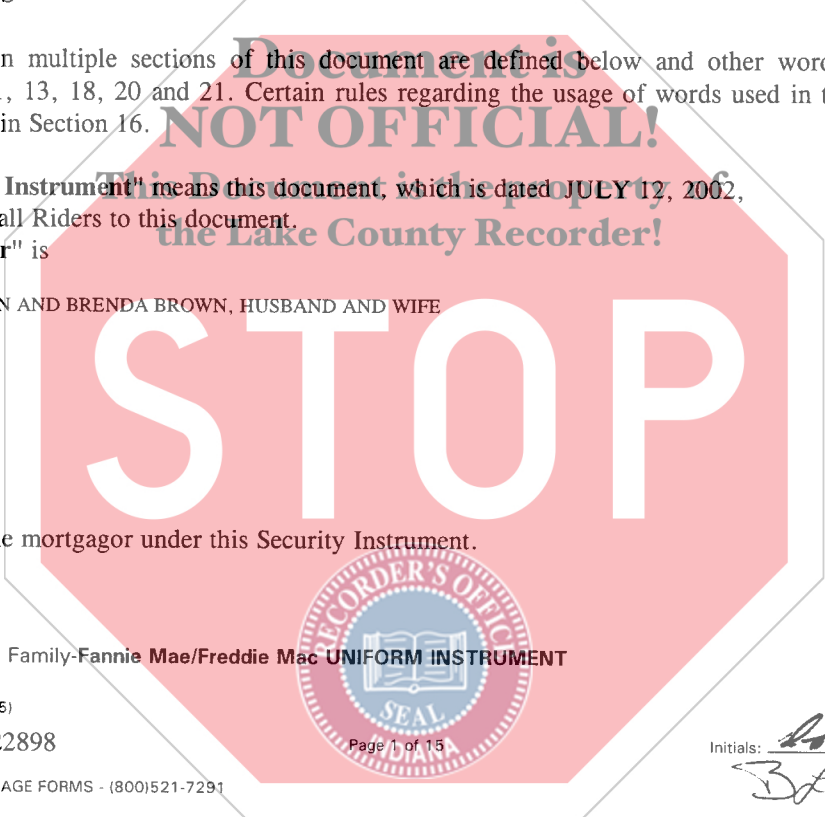 Document is
n multiple sections of this document are defined below and other word
, 13, 18, 20 and 21. Certain rules regarding the usage of words used in t
in Section 16.
NOT OFFICIAL!
This Document is the property of
Instrument" means this document, which is dated JULY 12, 2002,
all Riders to this document.
the Lake County Recorder!
r" is
N AND BRENDA BROWN, HUSBAND AND WIFE
STOP
e mortgagor under this Security Instrument.
RECORDER'S OFFICE
SEAL
INDIANA
Family-Fannie Mae/Freddie Mac UNIFORM INSTRUMENT
5)
2898
Page 1 of 15
Initials:
AGE FORMS - (800)521-7291